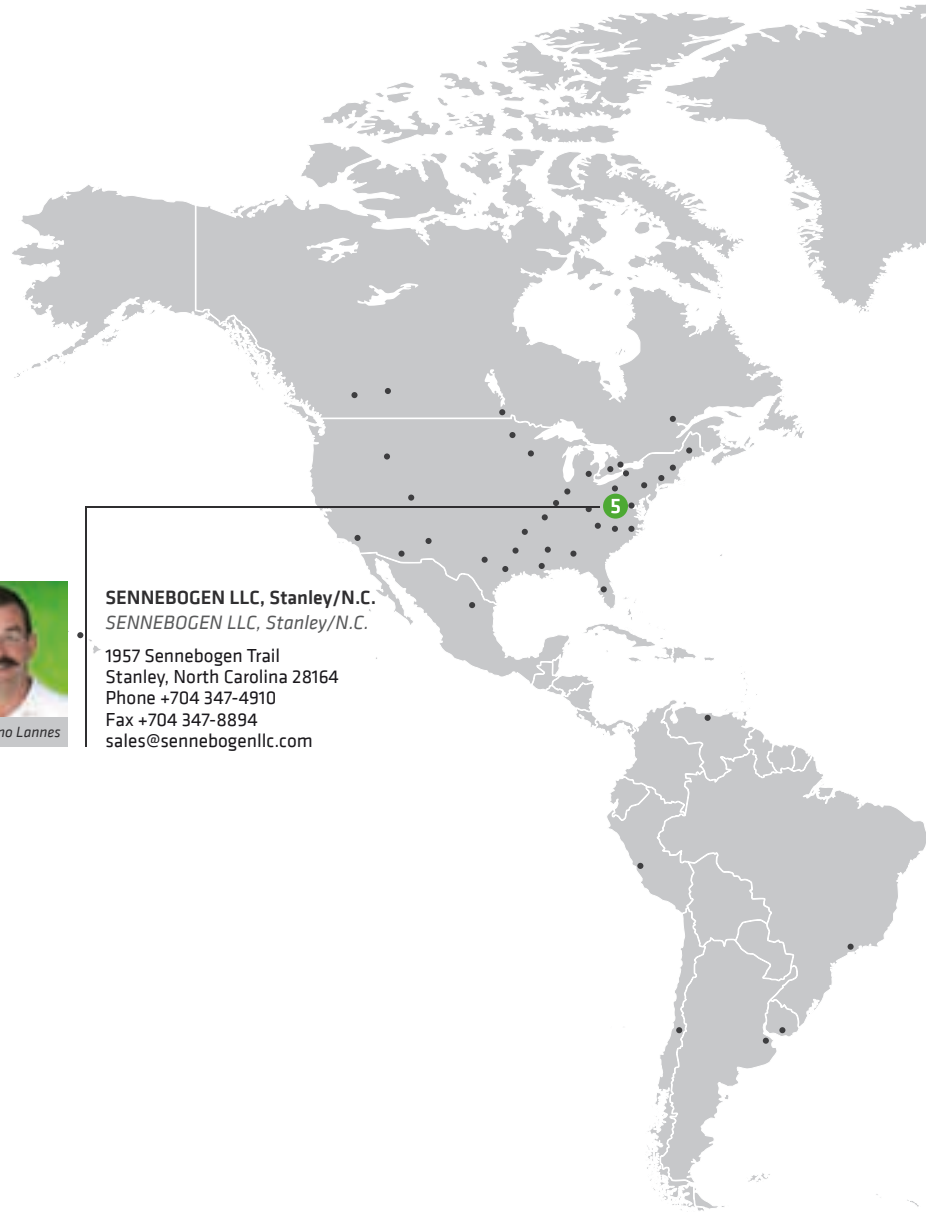 5
SENNEBOGEN LLC, Stanley/N.C.
SENNEBOGEN LLC, Stanley/N.C.
1957 Sennebogen Trail
Stanley, North Carolina 28164
Phone +704 347-4910
Fax +704 347-8894
sales@sennebogenllc.com
Lannes